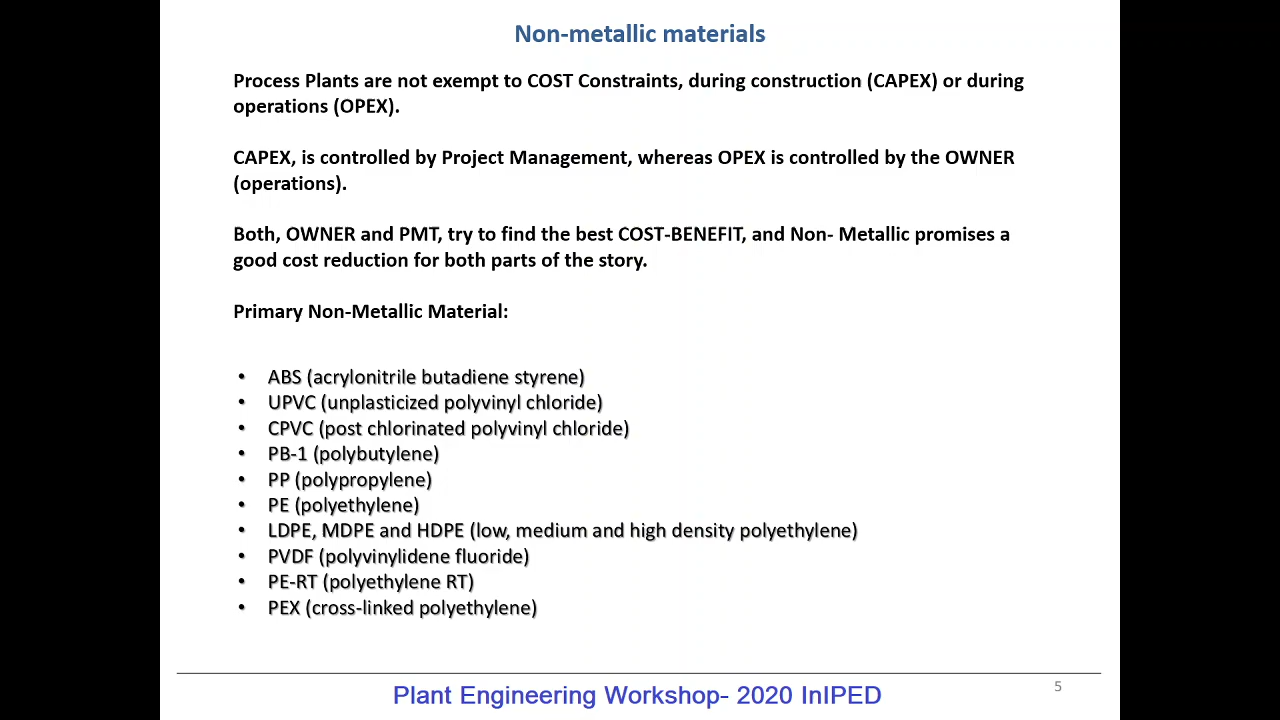 Non-metallic materials
Process Plants are not exempt to COST Constraints, during construction (CAPEX) or during
operations (OPEX).
CAPEX, is controlled by Project Management, whereas OPEX is controlled by the OWNER
(operations).
Both, OWNER and PMT, try to find the best COST-BENEFIT, and Non- Metallic promises a
good cost reduction for both parts of the story.
Primary Non-Metallic Material:
• ABS (acrylonitrile butadiene styrene)
• UPVC (unplasticized polyvinyl chloride)
• CPVC (post chlorinated polyvinyl chloride)
• PB-1 (polybutylene)
• PP (polypropylene)
• PE (polyethylene)
• LDPE, MDPE and HDPE (low, medium and high density polyethylene)
• PVDF (polyvinylidene fluoride)
• PE-RT (polyethylene RT)
• PEX (cross-linked polyethylene)
Plant Engineering Workshop- 2020 InIPED
5